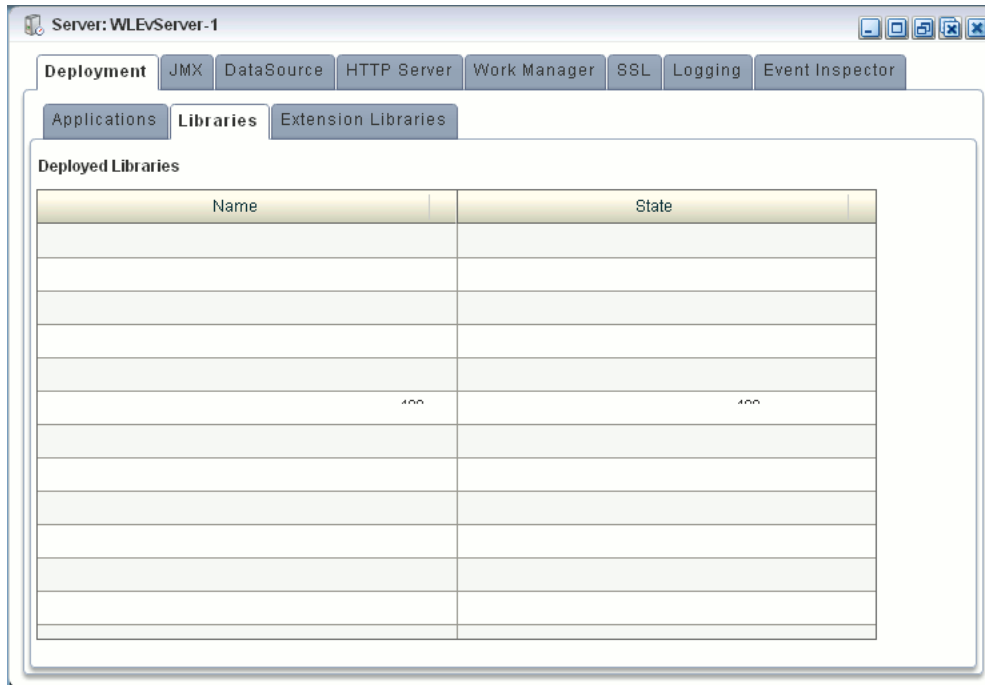 Server: WLEvServer-1
Deployment JMX DataSource HTTP Server Work Manager SSL Logging Event Inspector
Applications Libraries Extension Libraries
Deployed Libraries
Name State